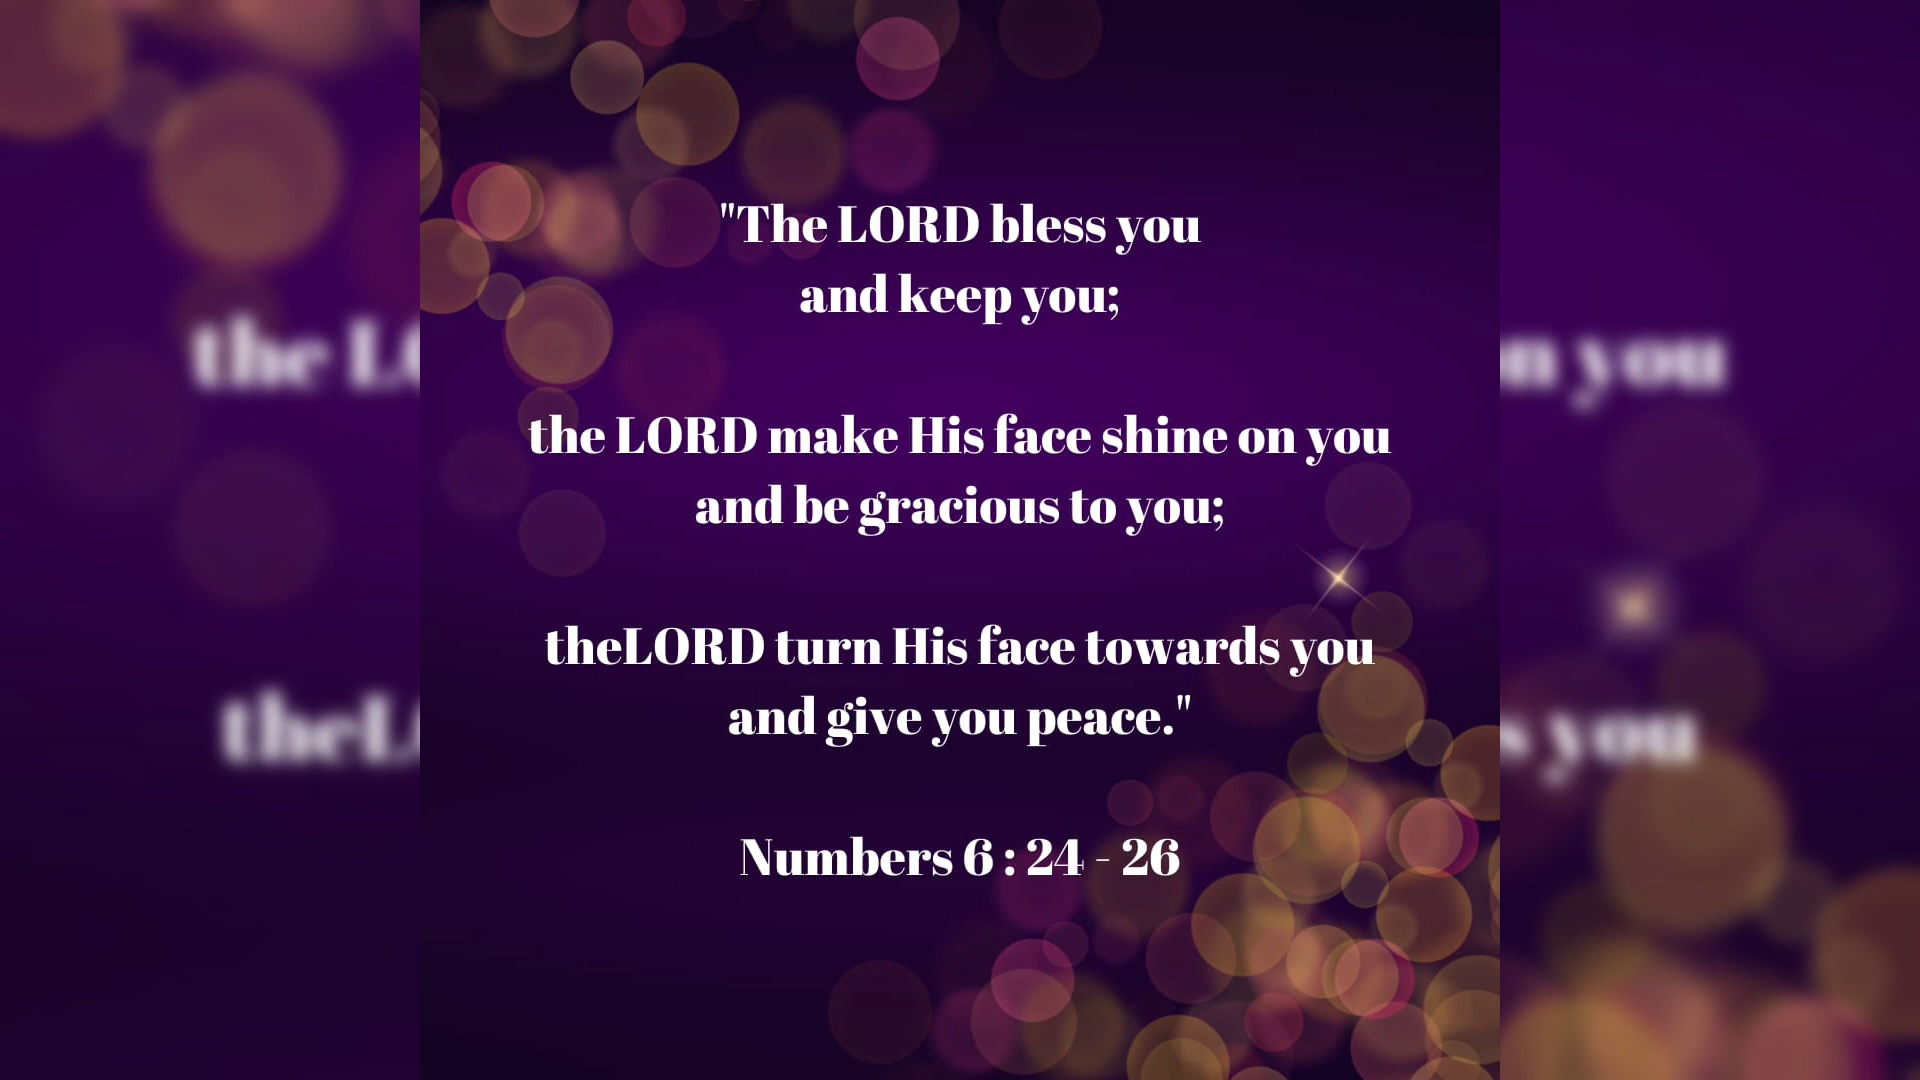 "The LORD bless you
and keep you;
the LORD make His face shine on you
and be gracious to you;
theLORD turn His face towards you
and give you peace."
Numbers 6 : 24 - 26